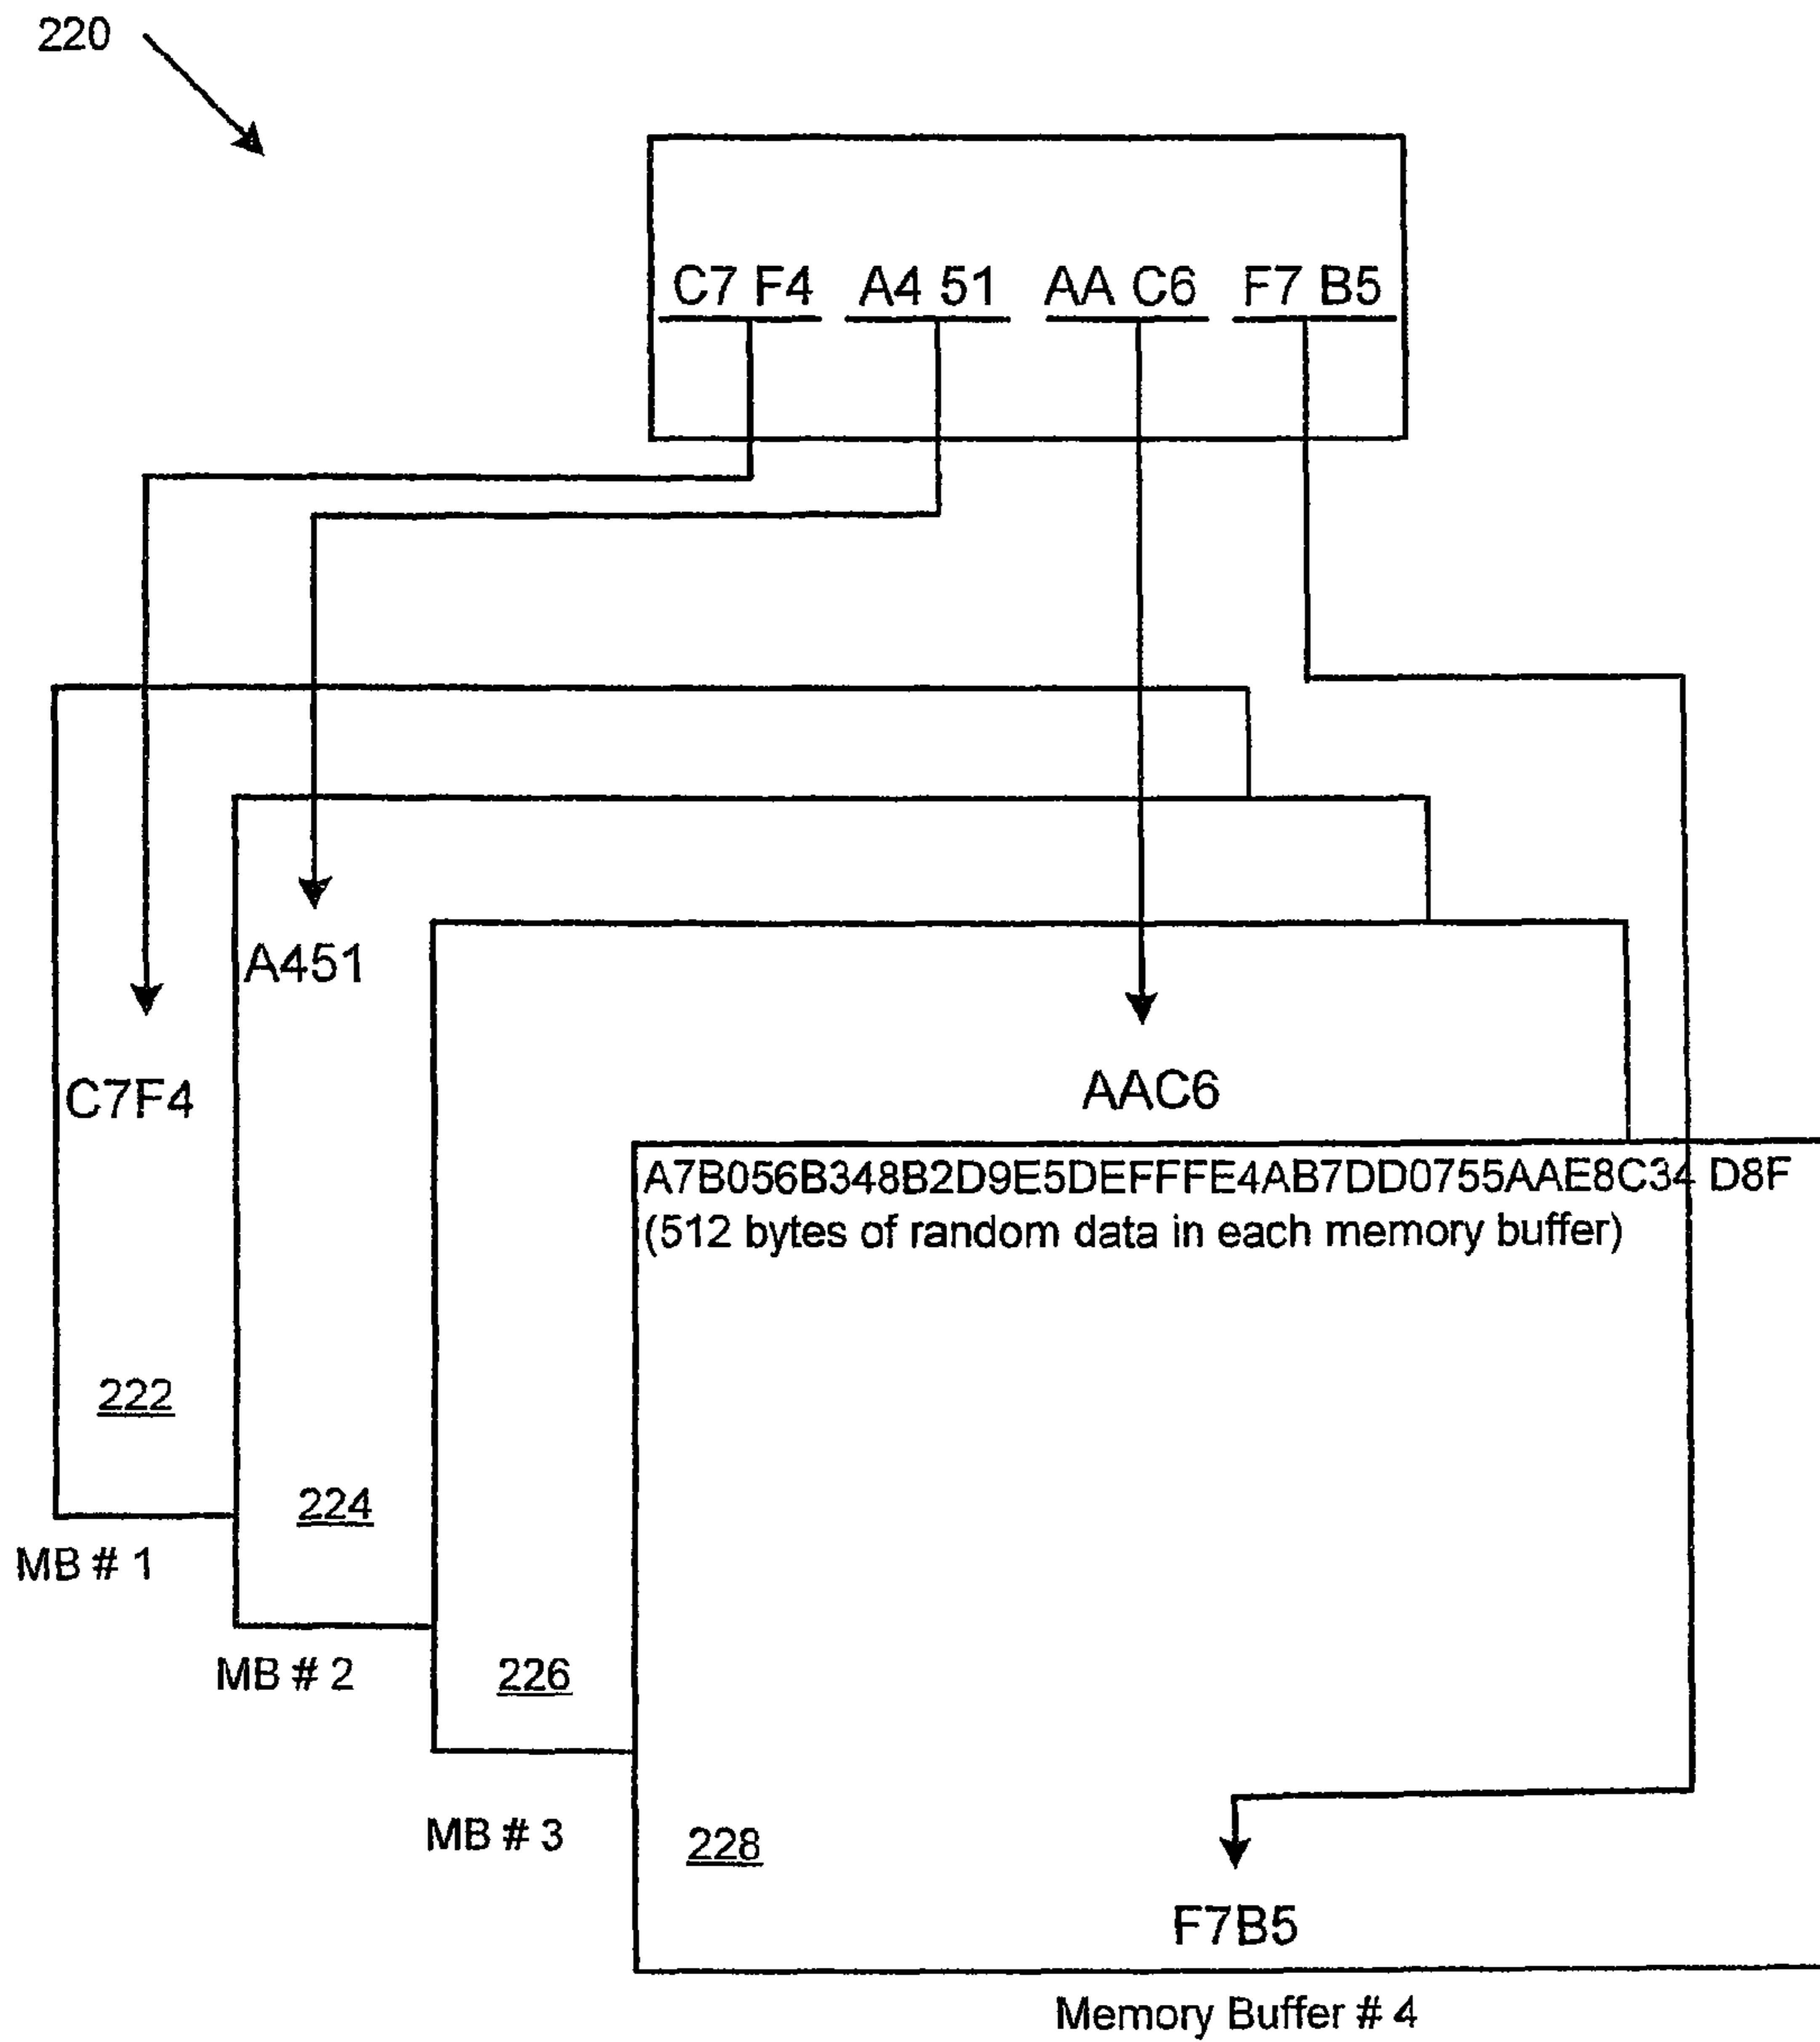 220
C7 F4 A4 51 AA C6 F7 B5
A451
C7F4
AAC6
A7B056B348B2D9E5DEFFFE4AB7DD0755AAE8C34 D8F
(512 bytes of random data in each memory buffer)
222
224
MB # 1
226
MB # 2
MB # 3
228
F7B5
Memory Buffer # 4